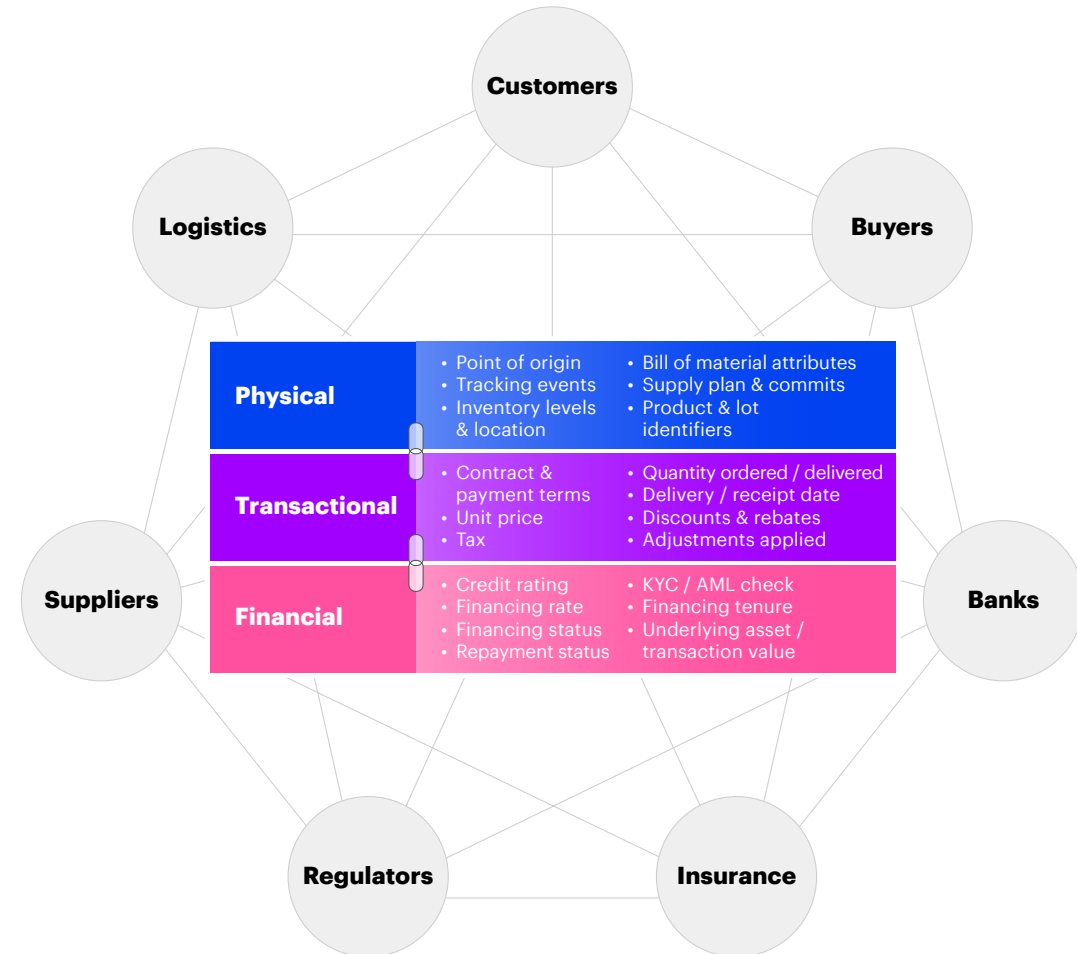 Customers
Logistics
Buyers
Physical
• Point of origin
• Tracking events
• Inventory levels
& location
• Bill of material attributes
• Supply plan & commits
• Product & lot
identifiers
Transactional
• Contract &
payment terms
• Unit price
• Tax
• Quantity ordered / delivered
• Delivery / receipt date
• Discounts & rebates
• Adjustments applied
Suppliers
Financial
• Credit rating
• Financing rate
• Financing status
• Repayment status
• KYC / AML check
• Financing tenure
• Underlying asset /
transaction value
Banks
Regulators
Insurance